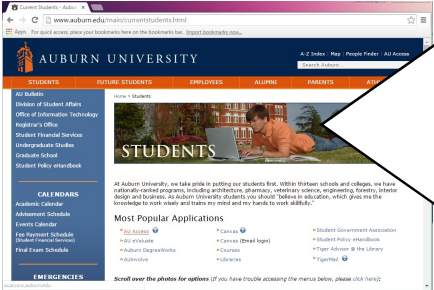 Current Students - Aubur
www.auburn.edu/main/currentstudents.html
Apps For quick access, place your bookmarks here on the bookmarks bar. Import bookmarks now...
AUBURN UNIVERSITY
A-Z Index | Map | People Finder | AU Access
Search Auburn...
STUDENTS FUTURE STUDENTS EMPLOYEES ALUMNI PARENTS
AU Bulletin
Division of Student Affairs
Office of Information Technology
Registrar's Office
Student Financial Services
Undergraduate Studies
Graduate School
Student Policy eHandbook
CALENDARS
Academic Calendar
Advisement Schedule
Events Calendar
Fee Payment Schedule
(Student Financial Services)
Final Exam Schedule
EMERGENCIES
Home > Students
STUDENTS
At Auburn University, we take pride in putting our students first. Within thirteen schools and colleges, we have
nationally-ranked programs, including architecture, pharmacy, veterinary science, engineering, forestry, interior
design and business. As Auburn University students you should "believe in education, which gives me the
knowledge to work wisely and trains my mind and my hands to work skillfully."
Most Popular Applications
AU Access
AU eValuate
Auburn DegreeWorks
AUInvolve
Canvas
Canvas (Email login)
Courses
Libraries
Student Government Association
Student Policy eHandbook
Tiger Adviser @ the Library
TigerMail
Scroll over the photos for options (If you have trouble accessing the menus below, please click here):